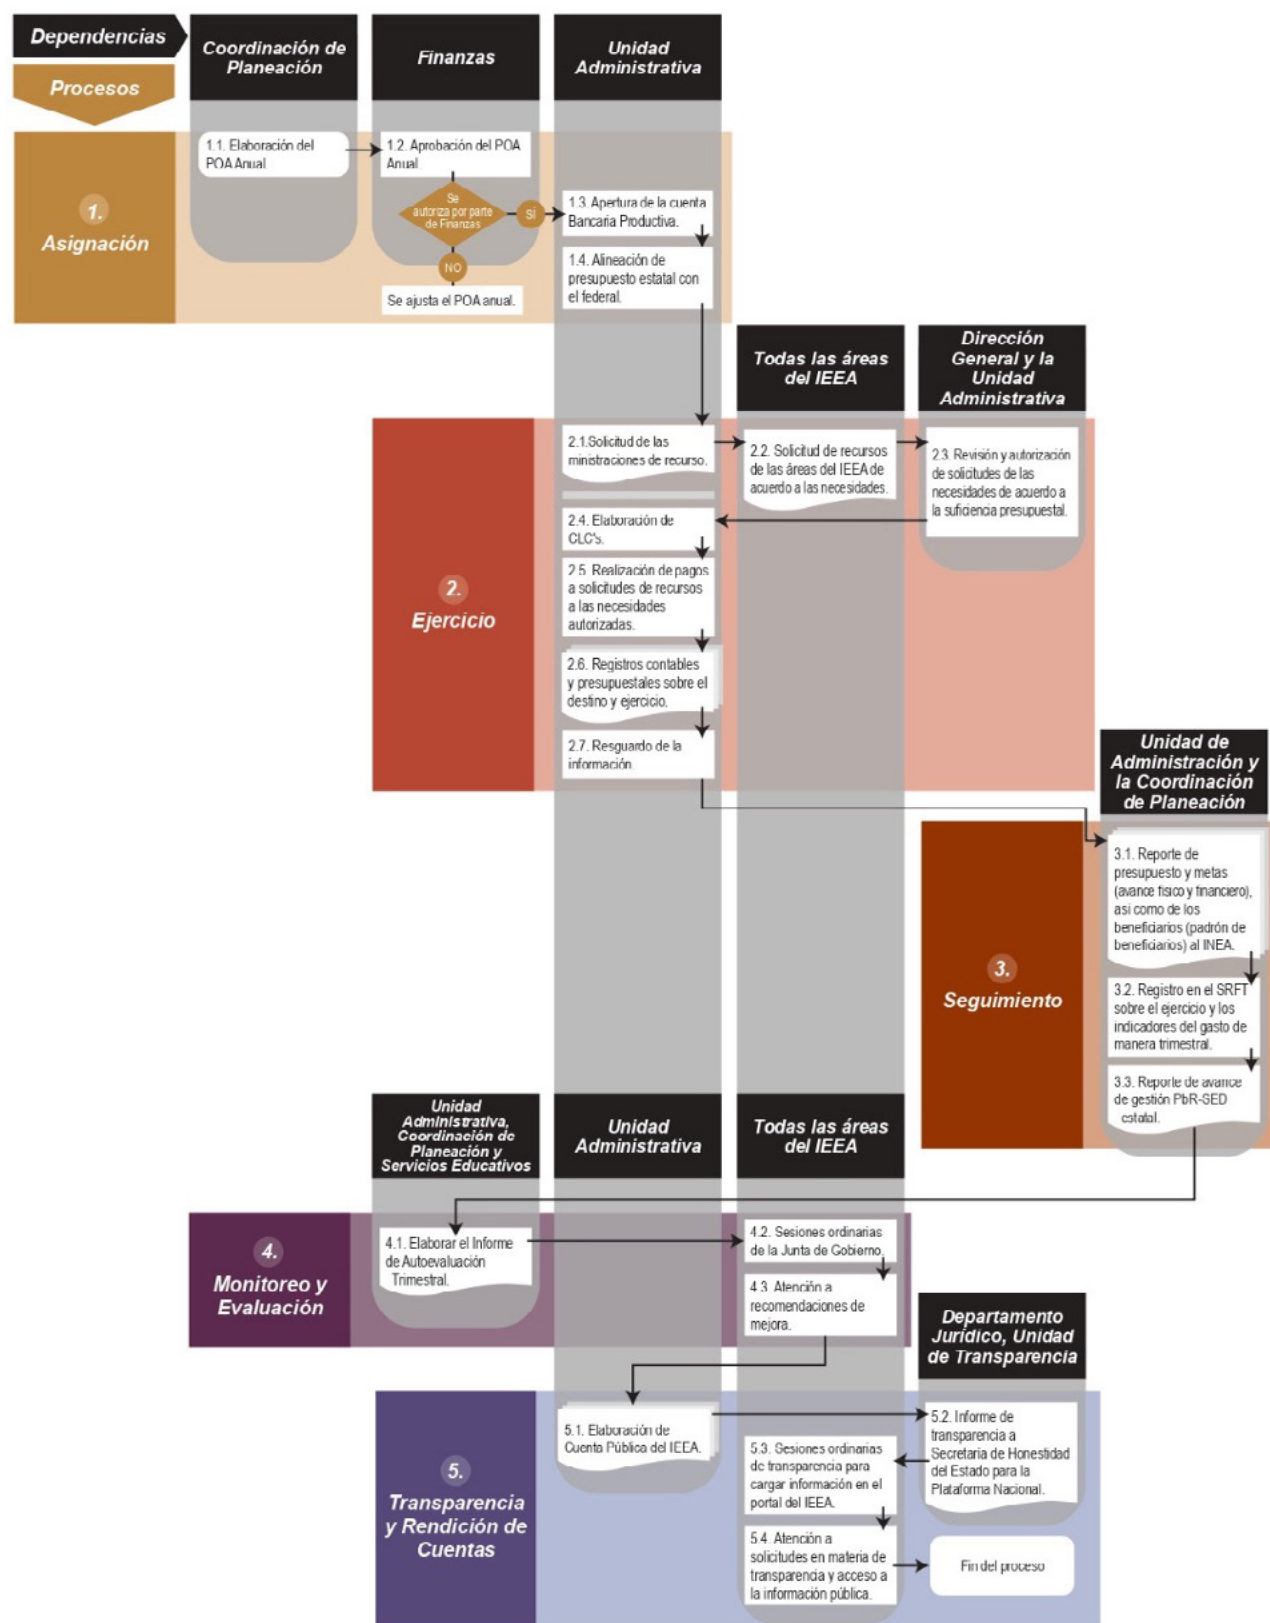 Dependencias
Procesos
Coordinación de
Planeación
Finanzas
Unidad
Administrativa
1.
Asignación
1.1. Elaboración del
POA Anual
1.2. Aprobación del POA
Anual
Se
autoriza por parte
de Finanzas
SÍ
NO
Se ajusta el POA anual.
1.3. Apertura de la cuenta
Bancaria Productiva.
1.4. Alineación de
presupuesto estatal con
el federal.
Todas las áreas
del IEEA
Dirección
General y la
Unidad
Administrativa
2.
Ejercicio
2.1.Solicitud de las
ministraciones de recurso.
2.2. Solicitud de recursos
de las áreas del IEEA de
acuerdo a las necesidades.
2.3. Revisión y autorización
de solicitudes de las
necesidades de acuerdo a
la suficiencia presupuestal.
2.4. Elaboración de
CLC's.
2.5. Realización de pagos
a solicitudes de recursos
a las necesidades
autorizadas.
2.6. Registros contables
y presupuestales sobre el
destino y ejercicio.
2.7. Resguardo de la
información.
Unidad de
Administración y
la Coordinación
de Planeación
3.
Seguimiento
3.1. Reporte de
presupuesto y metas
(avance físico y financiero),
así como de los
beneficiarios (padrón de
beneficiarios) al INEA.
3.2. Registro en el SRFT
sobre el ejercicio y los
indicadores del gasto de
manera trimestral.
3.3. Reporte de avance
de gestión PbR-SED
estatal.
Unidad
Administrativa,
Coordinación de
Planeación y
Servicios Educativos
Unidad
Administrativa
Todas las áreas
del IEEA
4.
Monitoreo y
Evaluación
4.1. Elaborar el Informe
de Autoevaluación
Trimestral.
4.2. Sesiones ordinarias
de la Junta de Gobierno.
4.3. Atención a
recomendaciones de
mejora.
Departamento
Jurídico, Unidad
de Transparencia
5.
Transparencia
y Rendición de
Cuentas
5.1. Elaboración de
Cuenta Pública del IEEA.
5.2. Informe de
transparencia a
Secretaría de Honestidad
del Estado para la
Plataforma Nacional.
5.3. Sesiones ordinarias
de transparencia para
cargar información en el
portal del IEEA.
5.4. Atención a
solicitudes en materia de
transparencia y acceso a
la información pública.
Fin del proceso